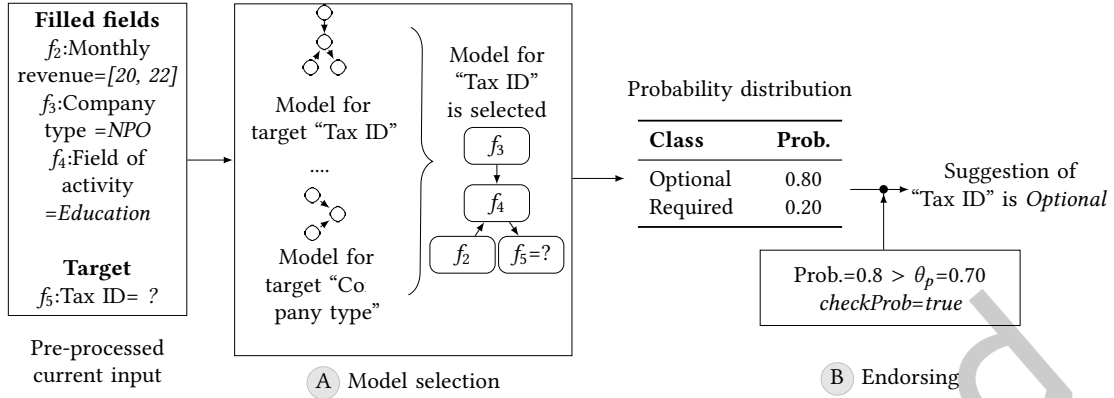 Filled fields
f2:Monthly
revenue=[20, 22]
f3:Company
type =NPO
f4:Field of
activity
=Education
Target
f5:Tax ID= ?
Pre-processed
current input
Model for
target “Tax ID”
....
Model for
target “Co
pany type”
Model for
“Tax ID”
is selected
f3
f4
f2
f5=?
A Model selection
Probability distribution
Class Prob.
Optional 0.80
Required 0.20
Suggestion of
“Tax ID” is Optional
Prob.=0.8 > θp=0.70
checkProb=true
B Endorsing
d